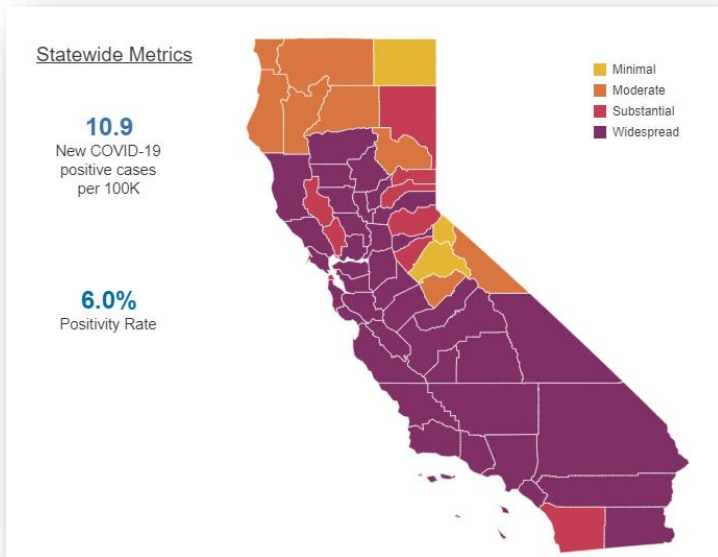 Statewide Metrics
10.9
New COVID-19
positive cases
per 100K
6.0%
Positivity Rate
Minimal
Moderate
Substantial
Widespread